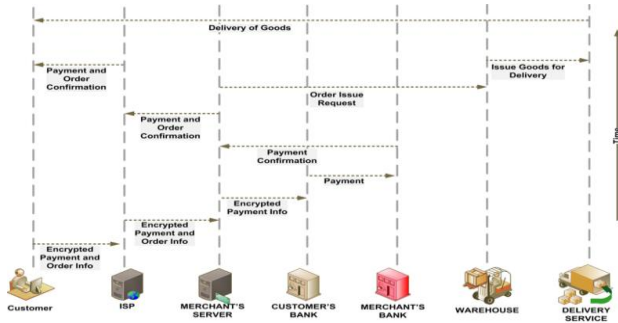 Delivery of Goods
Payment and
Order
Confirmation
Issue Goods for
Delivery
Order Issue
Request
Payment and
Order
Confirmation
Payment
Confirmation
Payment
Encrypted
Payment Info
Encrypted
Payment and
Order Info
Encrypted
Payment and
Order Info
Time
Customer
ISP
MERCHANT'S
SERVER
CUSTOMER'S
BANK
MERCHANT'S
BANK
WAREHOUSE
DELIVERY
SERVICE